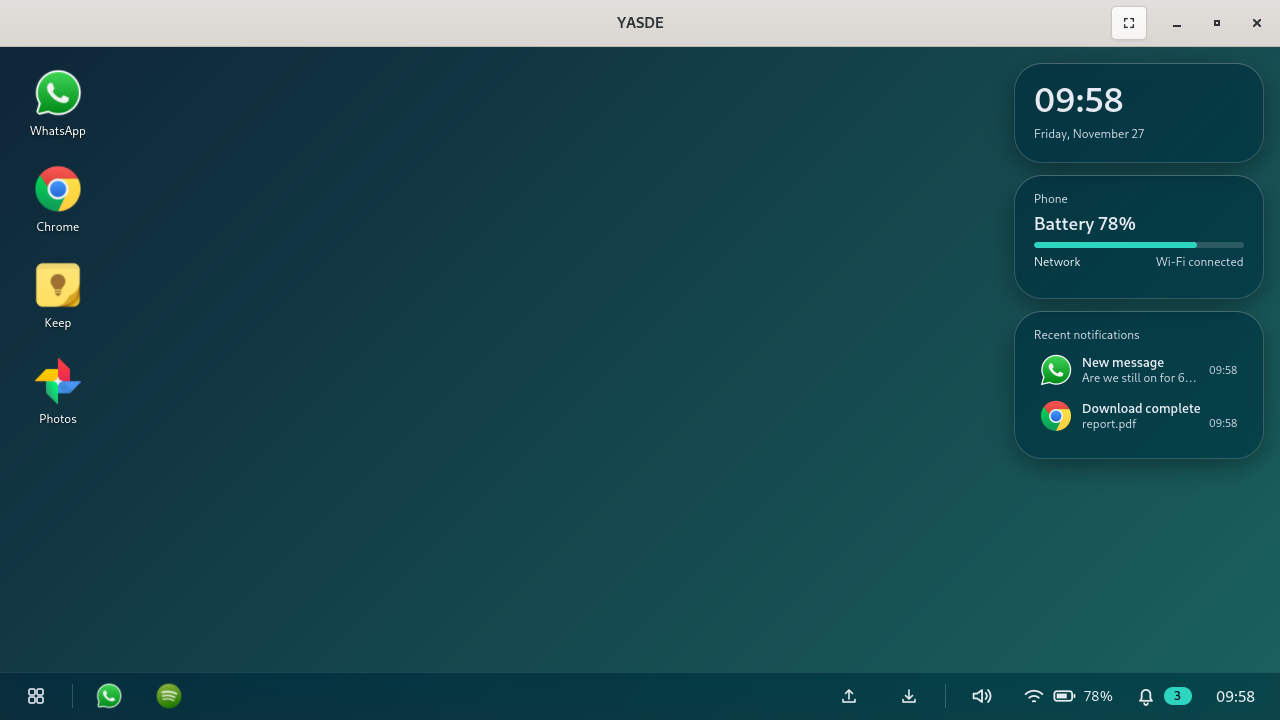 YASDE
WhatsApp
Chrome
Keep
Photos
09:58
Friday, November 27
Phone
Battery 78%
Network Wi-Fi connected
Recent notifications
New message
Are we still on for 6... 09:58
Download complete
report.pdf 09:58
78% 3 09:58